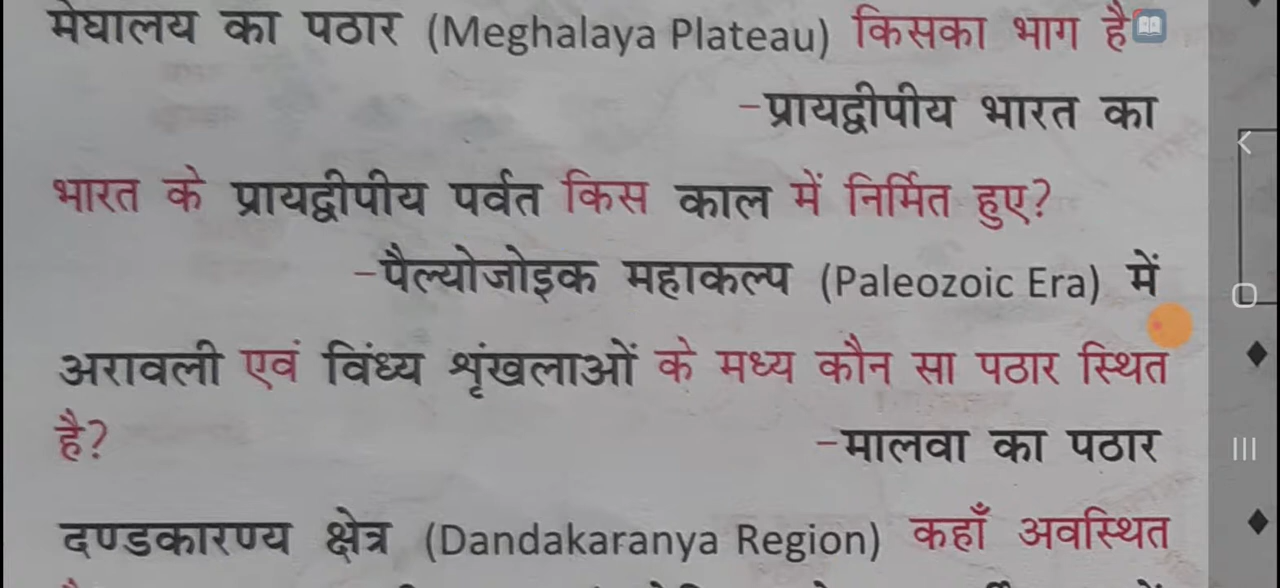 मेघालय का पठार (Meghalaya Plateau) किसका भाग है
-प्रायद्वीपीय भारत का
भारत के प्रायद्वीपीय पर्वत किस काल में निर्मित हुए?
-पैल्योजोइक महाकल्प (Paleozoic Era) में
अरावली एवं विंध्य शृंखलाओं के मध्य कौन सा पठार स्थित
है? -मालवा का पठार
दण्डकारण्य क्षेत्र (Dandakaranya Region) कहाँ अवस्थित